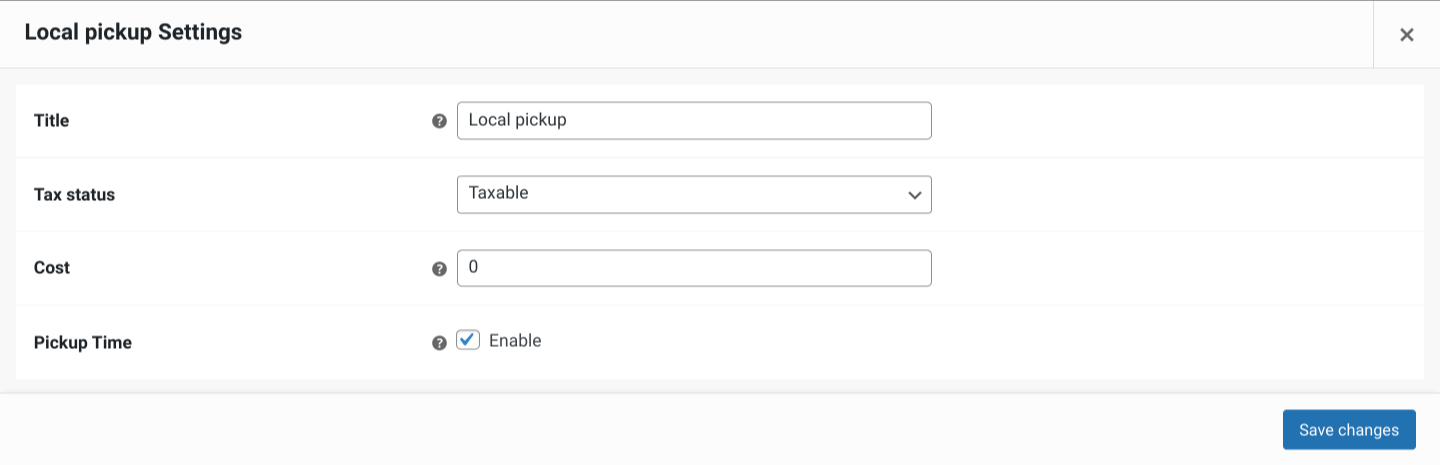 Local pickup Settings
Title
Local pickup
Tax status
Taxable
Cost
0
Pickup Time
Enable
Save changes